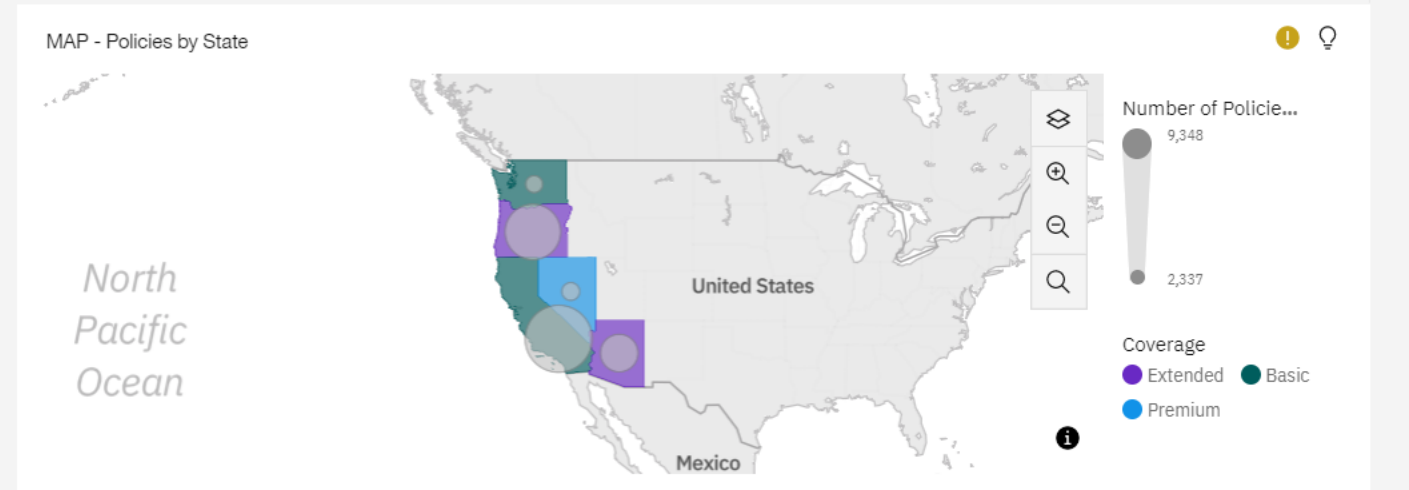 MAP - Policies by State
North
Pacific
Ocean
United States
Mexico
Number of Policie...
9,348
2,337
Coverage
Extended
Basic
Premium